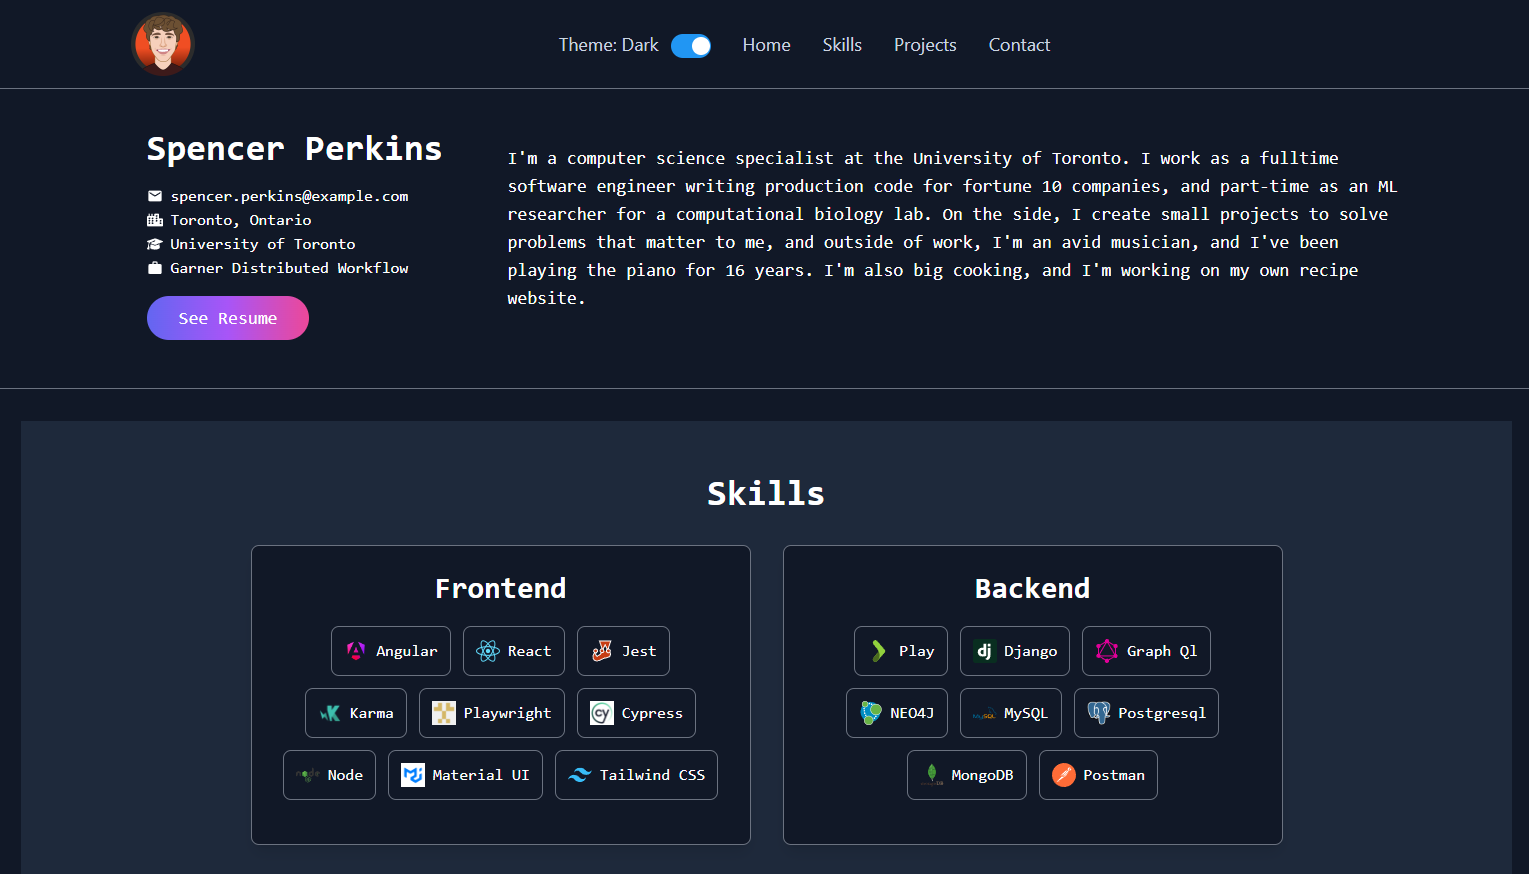 Theme: Dark Home Skills Projects Contact
Spencer Perkins
spencer.perkins@example.com
Toronto, Ontario
University of Toronto
Garner Distributed Workflow
See Resume
I'm a computer science specialist at the University of Toronto. I work as a fulltime
software engineer writing production code for fortune 10 companies, and part-time as an ML
researcher for a computational biology lab. On the side, I create small projects to solve
problems that matter to me, and outside of work, I'm an avid musician, and I've been
playing the piano for 16 years. I'm also big cooking, and I'm working on my own recipe
website.
Skills
Frontend
Angular React Jest
Karma Playwright cy Cypress
Node Material UI Tailwind CSS
Backend
Play dj Django Graph Ql
NEO4J MySQL MySQL Postgresql
MongoDB Postman